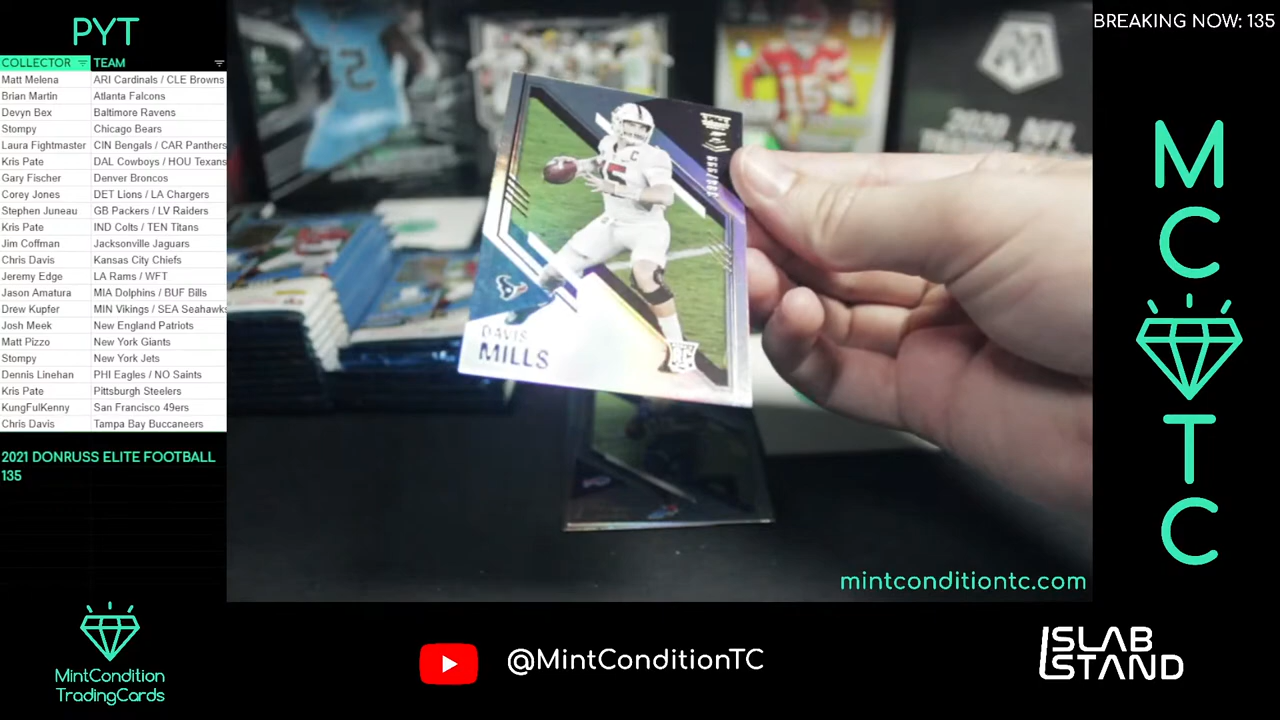 PYT
BREAKING NOW: 135
COLLECTOR TEAM
Matt Melena ARI Cardinals / CLE Browns
Brian Martin Atlanta Falcons
Devyn Bex Baltimore Ravens
Stompy Chicago Bears
Laura Fightmaster CIN Bengals / CAR Panthers
Kris Pate DAL Cowboys / HOU Texans
Gary Fischer Denver Broncos
Corey Jones DET Lions / LA Chargers
Stephen Juneau GB Packers / LV Raiders
Kris Pate IND Colts / TEN Titans
Jim Coffman Jacksonville Jaguars
Chris Davis Kansas City Chiefs
Jeremy Edge LA Rams / WFT
Jason Amatura MIA Dolphins / BUF Bills
Drew Kupfer MIN Vikings / SEA Seahawks
Josh Meek New England Patriots
Matt Pizzo New York Giants
Stompy New York Jets
Dennis Linehan PHI Eagles / NO Saints
Kris Pate Pittsburgh Steelers
KungFulKenny San Francisco 49ers
Chris Davis Tampa Bay Buccaneers
2021 DONRUSS ELITE FOOTBALL
135
2020 NFL
15
5
C
DAVIS
MILLS
RC
mintconditiontc.com
M
C
T
C
MintCondition
TradingCards
@MintConditionTC
SLAB
STAND